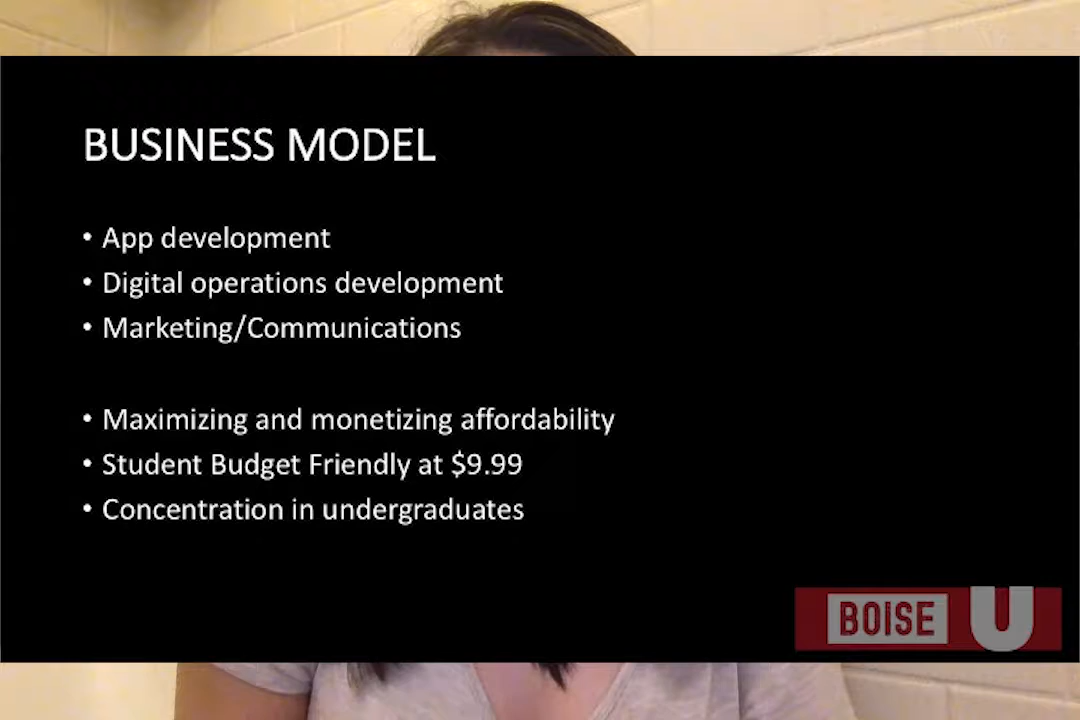 BUSINESS MODEL
• App development
• Digital operations development
• Marketing/Communications
• Maximizing and monetizing affordability
• Student Budget Friendly at $9.99
• Concentration in undergraduates
BOISE U